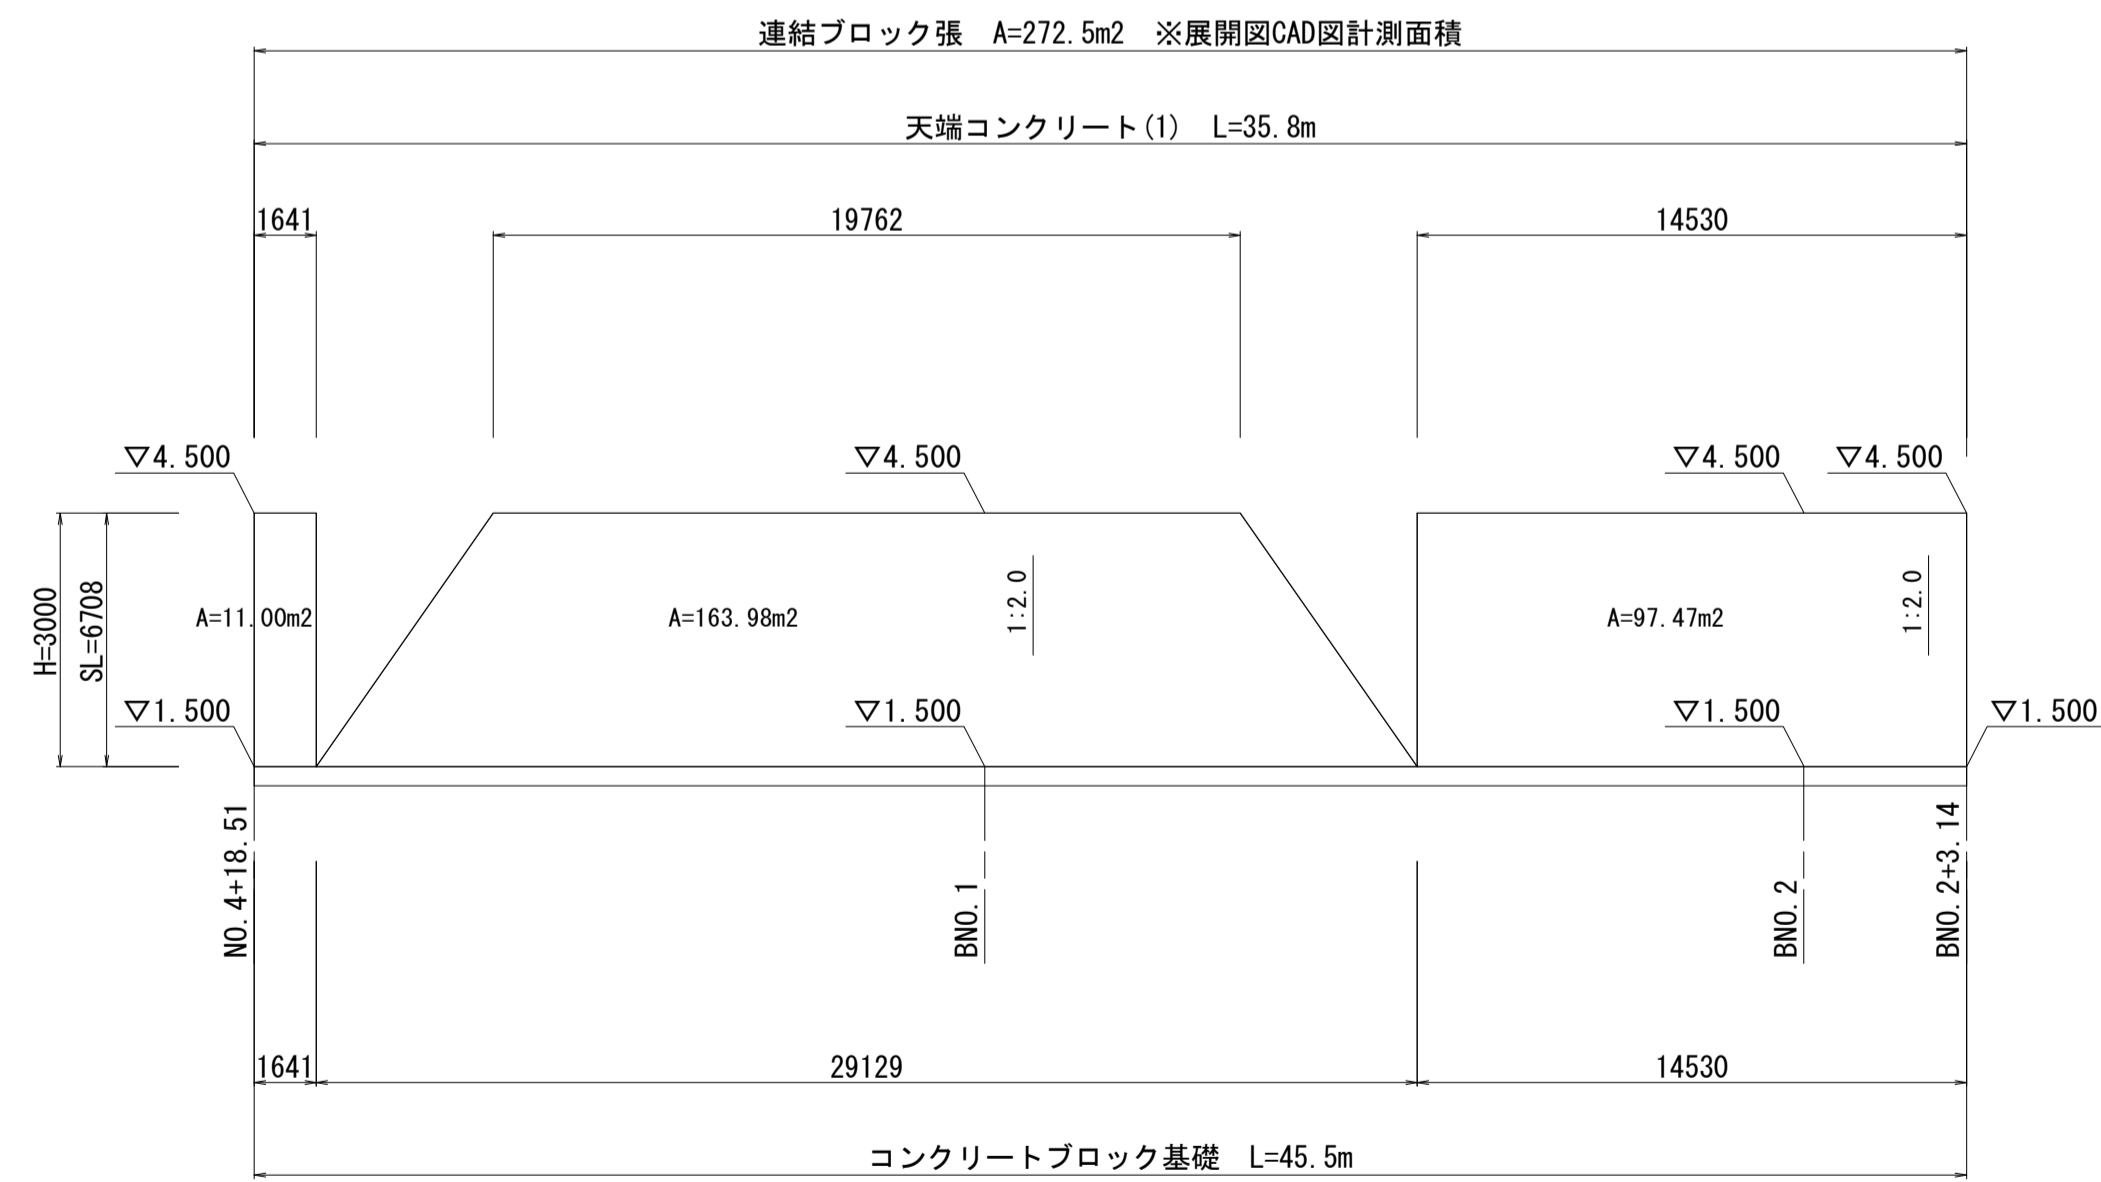 連結ブロック張　A=272.5m2　※展開図CAD図計測面積
天端コンクリート(1)　L=35.8m
1641
19762
14530
▽4.500
▽4.500
▽4.500
▽4.500
H=3000
SL=6708
A=11.00m2
A=163.98m2
1:2.0
A=97.47m2
1:2.0
▽1.500
▽1.500
▽1.500
▽1.500
NO.4+18.51
BNO.1
BNO.2
BNO.2+3.14
1641
29129
14530
コンクリートブロック基礎　L=45.5m